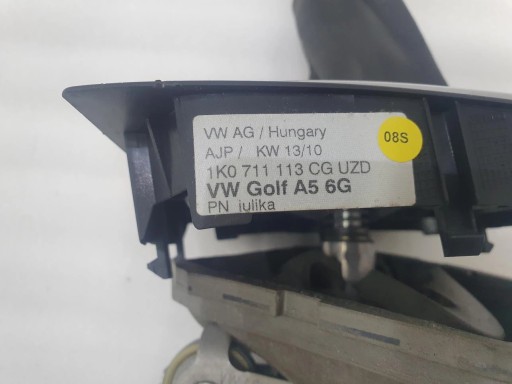 VW AG / Hungary
AJP / KW 13/10
1K0 711 113 CG UZD
VW Golf A5 6G
PN iulika
08S